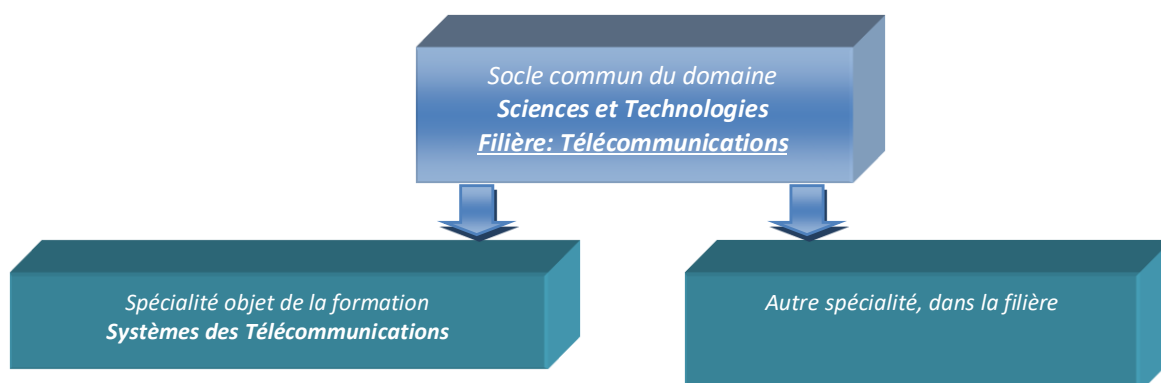 Socle commun du domaine
Sciences et Technologies
Filière: Télécommunications
Spécialité objet de la formation
Systèmes des Télécommunications
Autre spécialité, dans la filière